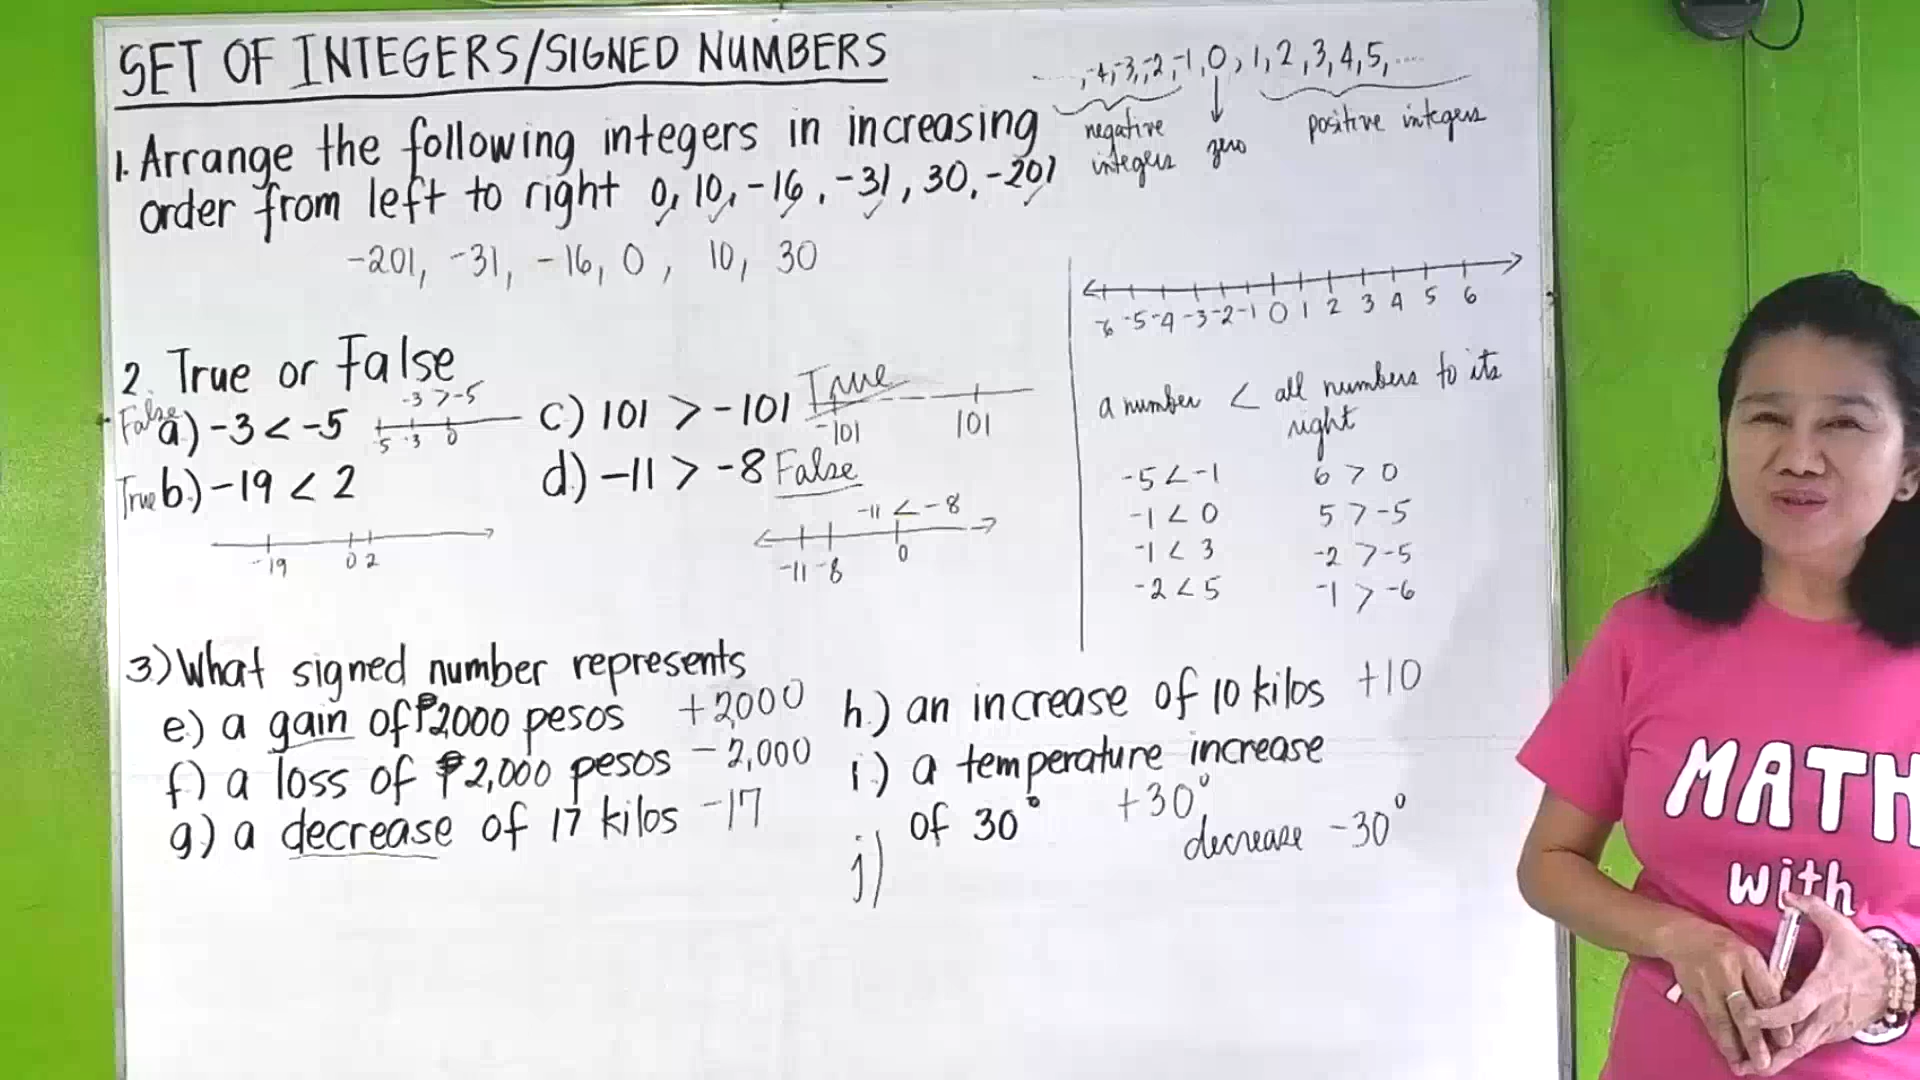 SET OF INTEGERS/SIGNED NUMBERS
....., -4, -3, -2, -1, 0, 1, 2, 3, 4, 5, ....
negative integers
zero
positive integers
1. Arrange the following integers in increasing
order from left to right 0, 10, -16, -31, 30, -201
-201, -31, -16, 0, 10, 30
-6 -5 -4 -3 -2 -1 0 1 2 3 4 5 6
a number < all numbers to its
right
-5 < -1 6 > 0
-1 < 0 5 > -5
-1 < 3 -2 > -5
-2 < 5 -1 > -6
2. True or False
False a.) -3 < -5
-3 > -5
-5 -3 0
True b.) -19 < 2
-19 0 2
c.) 101 > -101 True
-101 101
d.) -11 > -8 False
-11 < -8
-11 -8 0
3.) What signed number represents
e.) a gain of ₱2000 pesos +2,000
f.) a loss of ₱2,000 pesos -2,000
g.) a decrease of 17 kilos -17
h.) an increase of 10 kilos +10
i.) a temperature increase
of 30° +30°
decrease -30°
j)
MATH
with